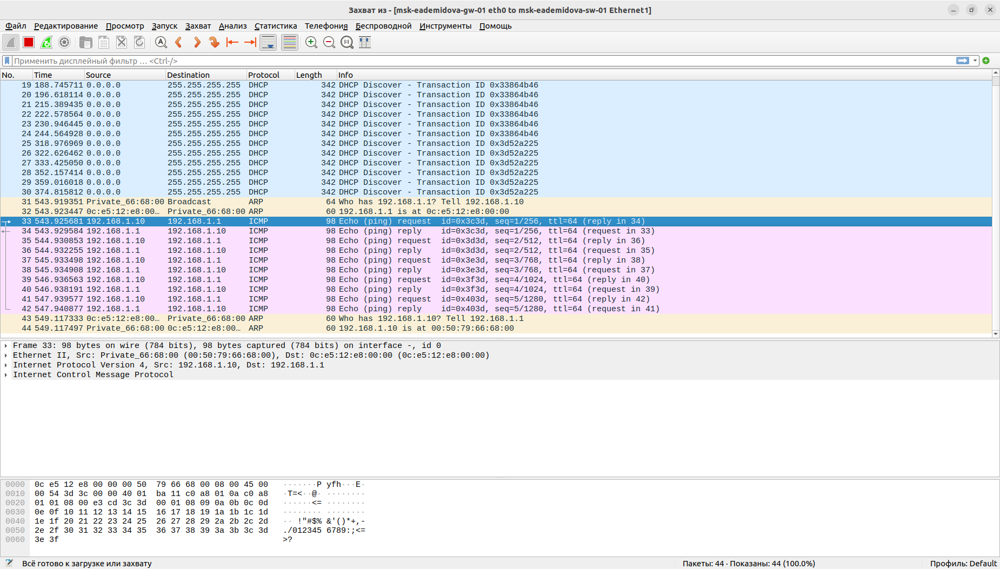 Захват из - [msk-eademidova-gw-01 eth0 to msk-eademidova-sw-01 Ethernet1]
Файл Редактирование Просмотр Запуск Захват Анализ Статистика Телефония Беспроводной Инструменты Помощь
Применить дисплейный фильтр … <Ctrl-/>
No. Time Source Destination Protocol Length Info
19 188.745711 0.0.0.0 255.255.255.255 DHCP 342 DHCP Discover - Transaction ID 0x33864b46
20 196.618114 0.0.0.0 255.255.255.255 DHCP 342 DHCP Discover - Transaction ID 0x33864b46
21 215.389435 0.0.0.0 255.255.255.255 DHCP 342 DHCP Discover - Transaction ID 0x33864b46
22 222.578564 0.0.0.0 255.255.255.255 DHCP 342 DHCP Discover - Transaction ID 0x33864b46
23 230.946445 0.0.0.0 255.255.255.255 DHCP 342 DHCP Discover - Transaction ID 0x33864b46
24 244.564928 0.0.0.0 255.255.255.255 DHCP 342 DHCP Discover - Transaction ID 0x33864b46
25 318.976969 0.0.0.0 255.255.255.255 DHCP 342 DHCP Discover - Transaction ID 0x3d52a225
26 322.626462 0.0.0.0 255.255.255.255 DHCP 342 DHCP Discover - Transaction ID 0x3d52a225
27 333.425050 0.0.0.0 255.255.255.255 DHCP 342 DHCP Discover - Transaction ID 0x3d52a225
28 352.157414 0.0.0.0 255.255.255.255 DHCP 342 DHCP Discover - Transaction ID 0x3d52a225
29 359.016018 0.0.0.0 255.255.255.255 DHCP 342 DHCP Discover - Transaction ID 0x3d52a225
30 374.815812 0.0.0.0 255.255.255.255 DHCP 342 DHCP Discover - Transaction ID 0x3d52a225
31 543.919351 Private_66:68:00 Broadcast ARP 64 Who has 192.168.1.1? Tell 192.168.1.10
32 543.923447 0c:e5:12:e8:00… Private_66:68:00 ARP 60 192.168.1.1 is at 0c:e5:12:e8:00:00
33 543.925681 192.168.1.10 192.168.1.1 ICMP 98 Echo (ping) request id=0x3c3d, seq=1/256, ttl=64 (reply in 34)
34 543.929584 192.168.1.1 192.168.1.10 ICMP 98 Echo (ping) reply id=0x3c3d, seq=1/256, ttl=64 (request in 33)
35 544.930853 192.168.1.10 192.168.1.1 ICMP 98 Echo (ping) request id=0x3d3d, seq=2/512, ttl=64 (reply in 36)
36 544.932255 192.168.1.1 192.168.1.10 ICMP 98 Echo (ping) reply id=0x3d3d, seq=2/512, ttl=64 (request in 35)
37 545.933498 192.168.1.10 192.168.1.1 ICMP 98 Echo (ping) request id=0x3e3d, seq=3/768, ttl=64 (reply in 38)
38 545.934908 192.168.1.1 192.168.1.10 ICMP 98 Echo (ping) reply id=0x3e3d, seq=3/768, ttl=64 (request in 37)
39 546.936563 192.168.1.10 192.168.1.1 ICMP 98 Echo (ping) request id=0x3f3d, seq=4/1024, ttl=64 (reply in 40)
40 546.938191 192.168.1.1 192.168.1.10 ICMP 98 Echo (ping) reply id=0x3f3d, seq=4/1024, ttl=64 (request in 39)
41 547.939577 192.168.1.10 192.168.1.1 ICMP 98 Echo (ping) request id=0x403d, seq=5/1280, ttl=64 (reply in 42)
42 547.940877 192.168.1.1 192.168.1.10 ICMP 98 Echo (ping) reply id=0x403d, seq=5/1280, ttl=64 (request in 41)
43 549.117333 0c:e5:12:e8:00… Private_66:68:00 ARP 60 Who has 192.168.1.10? Tell 192.168.1.1
44 549.117497 Private_66:68:00 0c:e5:12:e8:00… ARP 60 192.168.1.10 is at 00:50:79:66:68:00
Frame 33: 98 bytes on wire (784 bits), 98 bytes captured (784 bits) on interface -, id 0
Ethernet II, Src: Private_66:68:00 (00:50:79:66:68:00), Dst: 0c:e5:12:e8:00:00 (0c:e5:12:e8:00:00)
Internet Protocol Version 4, Src: 192.168.1.10, Dst: 192.168.1.1
Internet Control Message Protocol
0000 0c e5 12 e8 00 00 00 50 79 66 68 00 08 00 45 00 ·······P yfh···E·
0010 00 54 3d 3c 00 00 40 01 ba 11 c0 a8 01 0a c0 a8 ·T=<··@· ········
0020 01 01 08 00 e3 cd 3c 3d 00 01 08 09 0a 0b 0c 0d ······<= ········
0030 0e 0f 10 11 12 13 14 15 16 17 18 19 1a 1b 1c 1d ········ ········
0040 1e 1f 20 21 22 23 24 25 26 27 28 29 2a 2b 2c 2d ·· !"#$% &'()*+,-
0050 2e 2f 30 31 32 33 34 35 36 37 38 39 3a 3b 3c 3d ./012345 6789:;<=
0060 3e 3f >?
Всё готово к загрузке или захвату Пакеты: 44 · Показаны: 44 (100.0%) Профиль: Default